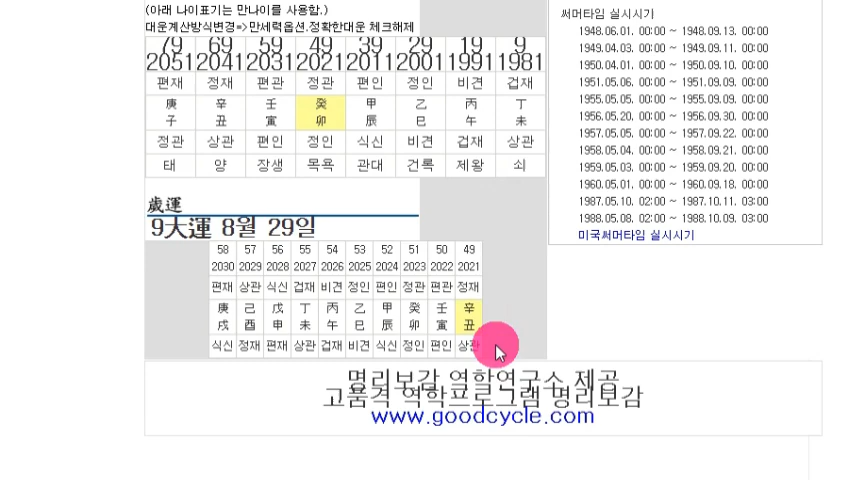 (아래 나이표기는 만나이를 사용함.)
대운계산방식변경=> 만세력옵션.정확한대운 체크해제
79 69 59 49 39 29 19 9
2051 2041 2031 2021 2011 2001 1991 1981
편재 정재 편관 정관 편인 정인 비견 겁재
庚 辛 壬 癸 甲 乙 丙 丁
子 丑 寅 卯 辰 巳 午 未
정관 상관 편인 정인 식신 비견 겁재 상관
태 양 장생 목욕 관대 건록 제왕 쇠
歲運
9大運 8월 29일
58 57 56 55 54 53 52 51 50 49
2030 2029 2028 2027 2026 2025 2024 2023 2022 2021
편재 상관 식신 겁재 비견 정인 편인 정관 편관 정재
庚 己 戊 丁 丙 乙 甲 癸 壬 辛
戌 酉 申 未 午 巳 辰 卯 寅 丑
식신 정재 편재 상관 겁재 비견 식신 정인 편인 상관
써머타임 실시시기
1948.06.01. 00:00 ~ 1948.09.13. 00:00
1949.04.03. 00:00 ~ 1949.09.11. 00:00
1950.04.01. 00:00 ~ 1950.09.10. 00:00
1951.05.06. 00:00 ~ 1951.09.09. 00:00
1955.05.05. 00:00 ~ 1955.09.09. 00:00
1956.05.20. 00:00 ~ 1956.09.30. 00:00
1957.05.05. 00:00 ~ 1957.09.22. 00:00
1958.05.04. 00:00 ~ 1958.09.21. 00:00
1959.05.03. 00:00 ~ 1959.09.20. 00:00
1960.05.01. 00:00 ~ 1960.09.18. 00:00
1987.05.10. 02:00 ~ 1987.10.11. 03:00
1988.05.08. 02:00 ~ 1988.10.09. 03:00
미국써머타임 실시시기
명리보감 역학연구소 제공
고품격 역학프로그램 명리보감
www.goodcycle.com